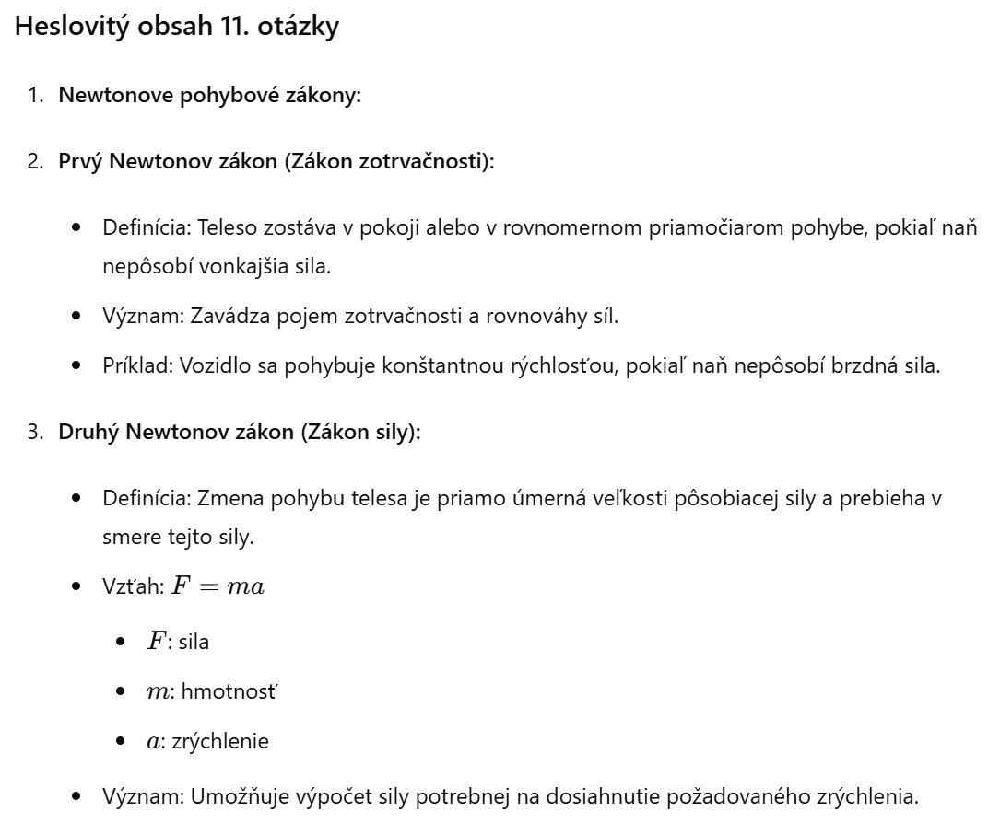 Heslovitý obsah 11. otázky
1. Newtonove pohybové zákony:
2. Prvý Newtonov zákon (Zákon zotrvačnosti):
• Definícia: Teleso zostáva v pokoji alebo v rovnomernom priamočiarom pohybe, pokiaľ naň
nepôsobí vonkajšia sila.
• Význam: Zavádza pojem zotrvačnosti a rovnováhy síl.
• Príklad: Vozidlo sa pohybuje konštantnou rýchlosťou, pokiaľ naň nepôsobí brzdná sila.
3. Druhý Newtonov zákon (Zákon sily):
• Definícia: Zmena pohybu telesa je priamo úmerná veľkosti pôsobiacej sily a prebieha v
smere tejto sily.
• Vzťah: F = ma
• F: sila
• m: hmotnosť
• a: zrýchlenie
• Význam: Umožňuje výpočet sily potrebnej na dosiahnutie požadovaného zrýchlenia.